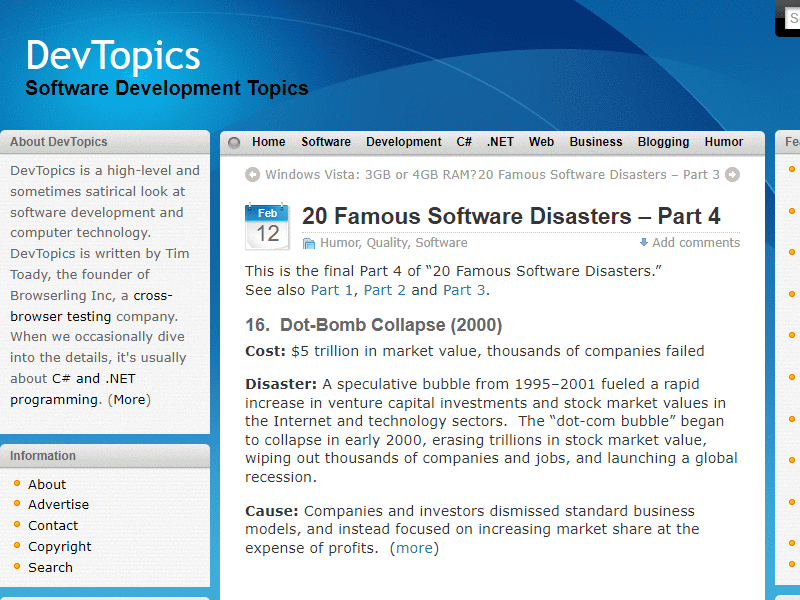 DevTopics
Software Development Topics
S
About DevTopics
DevTopics is a high-level and
sometimes satirical look at
software development and
computer technology.
DevTopics is written by Tim
Toady, the founder of
Browserling Inc, a cross-
browser testing company.
When we occasionally dive
into the details, it's usually
about C# and .NET
programming. (More)
Information
About
Advertise
Contact
Copyright
Search
Home Software Development C# .NET Web Business Blogging Humor
Windows Vista: 3GB or 4GB RAM?20 Famous Software Disasters – Part 3
Feb
12
20 Famous Software Disasters – Part 4
Humor, Quality, Software
Add comments
This is the final Part 4 of “20 Famous Software Disasters.”
See also Part 1, Part 2 and Part 3.
16. Dot-Bomb Collapse (2000)
Cost: $5 trillion in market value, thousands of companies failed
Disaster: A speculative bubble from 1995–2001 fueled a rapid
increase in venture capital investments and stock market values in
the Internet and technology sectors. The “dot-com bubble” began
to collapse in early 2000, erasing trillions in stock market value,
wiping out thousands of companies and jobs, and launching a global
recession.
Cause: Companies and investors dismissed standard business
models, and instead focused on increasing market share at the
expense of profits. (more)
Fe